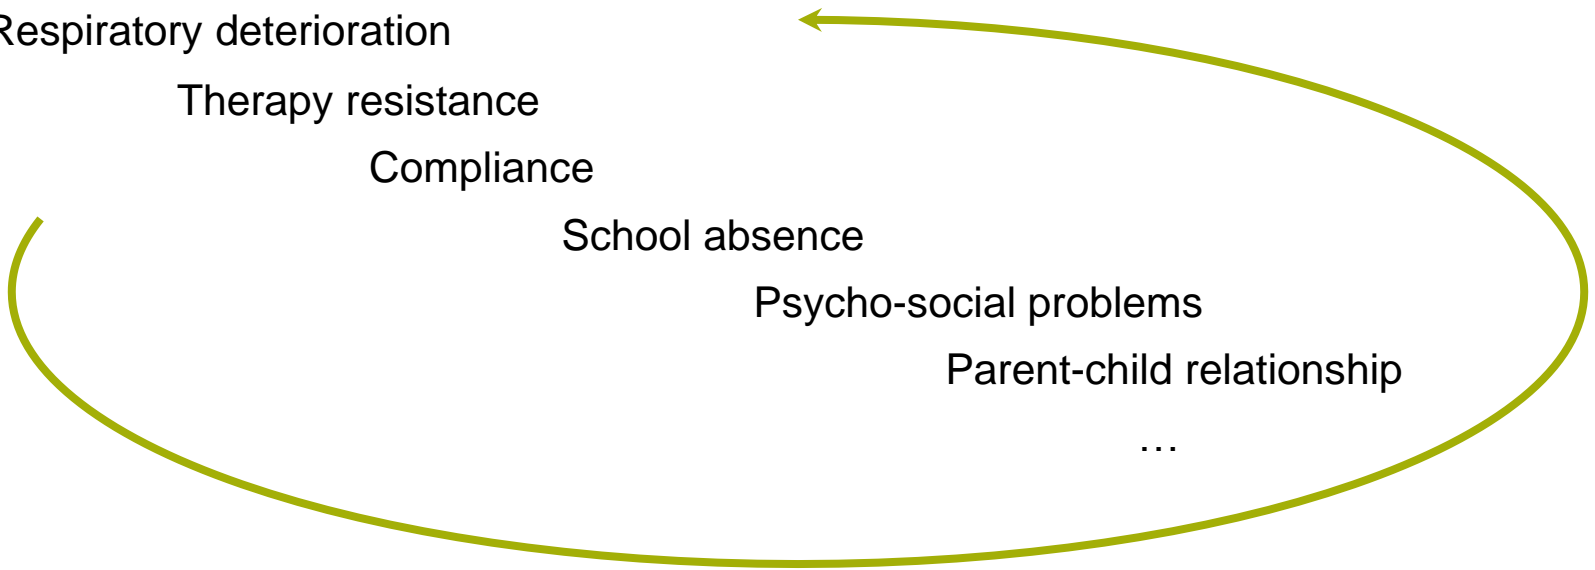 Respiratory deterioration
Therapy resistance
Compliance
School absence
Psycho-social problems
Parent-child relationship
…